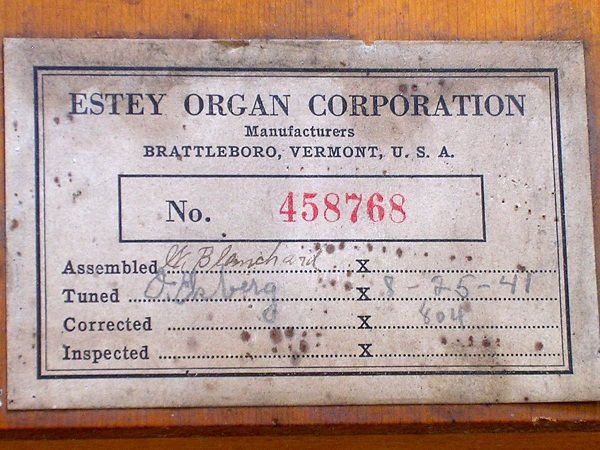 ESTEY ORGAN CORPORATION
Manufacturers
BRATTLEBORO, VERMONT, U. S. A.
No. 458768
Assembled G. Blanchard X
Tuned X 8-25-41
Corrected X 804
Inspected X